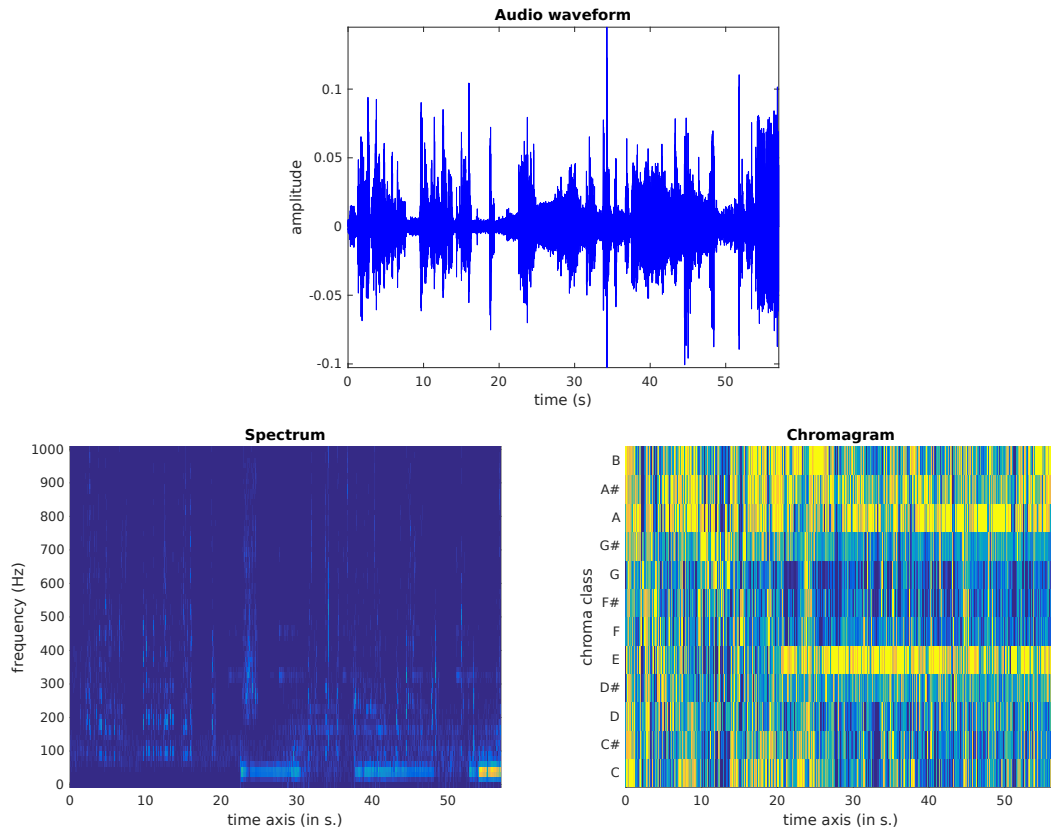 Audio waveform
0.1
0.05
0
-0.05
-0.1
amplitude
0 10 20 30 40 50
time (s)
Spectrum
1000
900
800
700
600
500
400
300
200
100
0
frequency (Hz)
0 10 20 30 40 50
time axis (in s.)
Chromagram
B
A#
A
G#
G
F#
F
E
D#
D
C#
C
chroma class
0 10 20 30 40 50
time axis (in s.)